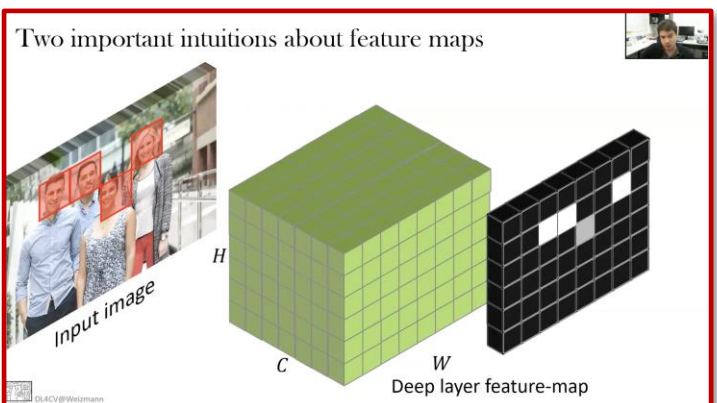 Two important intuitions about feature maps
H
Input image
C
W
Deep layer feature-map
DL4CV@Weizmann